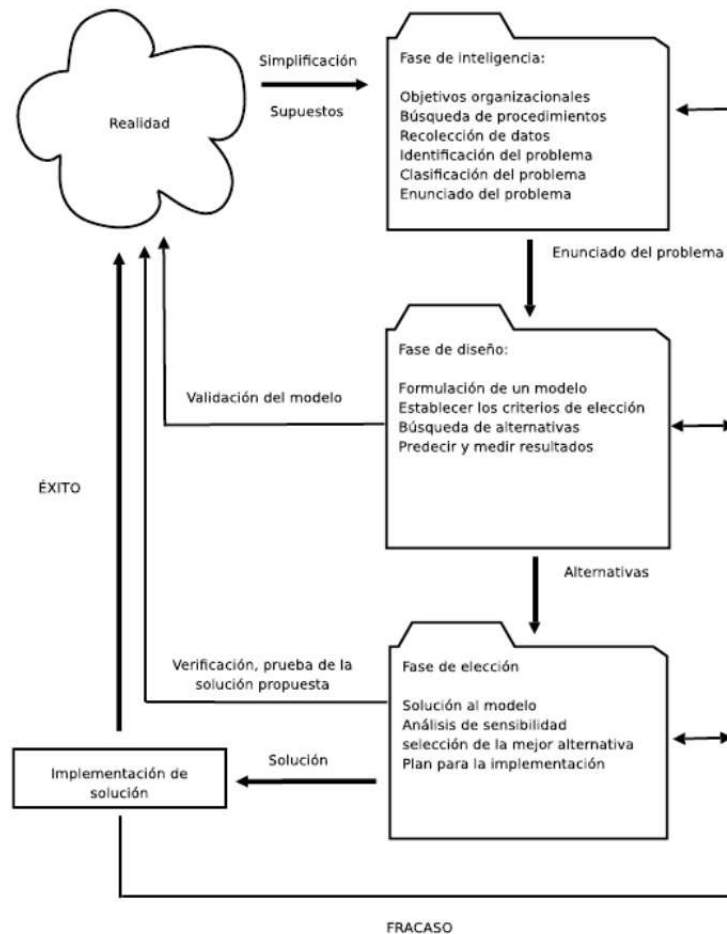 Simplificación
Supuestos
Realidad
Fase de inteligencia:
Objetivos organizacionales
Búsqueda de procedimientos
Recolección de datos
Identificación del problema
Clasificación del problema
Enunciado del problema
Enunciado del problema
Fase de diseño:
Formulación de un modelo
Establecer los criterios de elección
Búsqueda de alternativas
Predecir y medir resultados
Validación del modelo
ÉXITO
Alternativas
Verificación, prueba de la
solución propuesta
Fase de elección
Solución al modelo
Análisis de sensibilidad
selección de la mejor alternativa
Plan para la implementación
Solución
Implementación de
solución
FRACASO